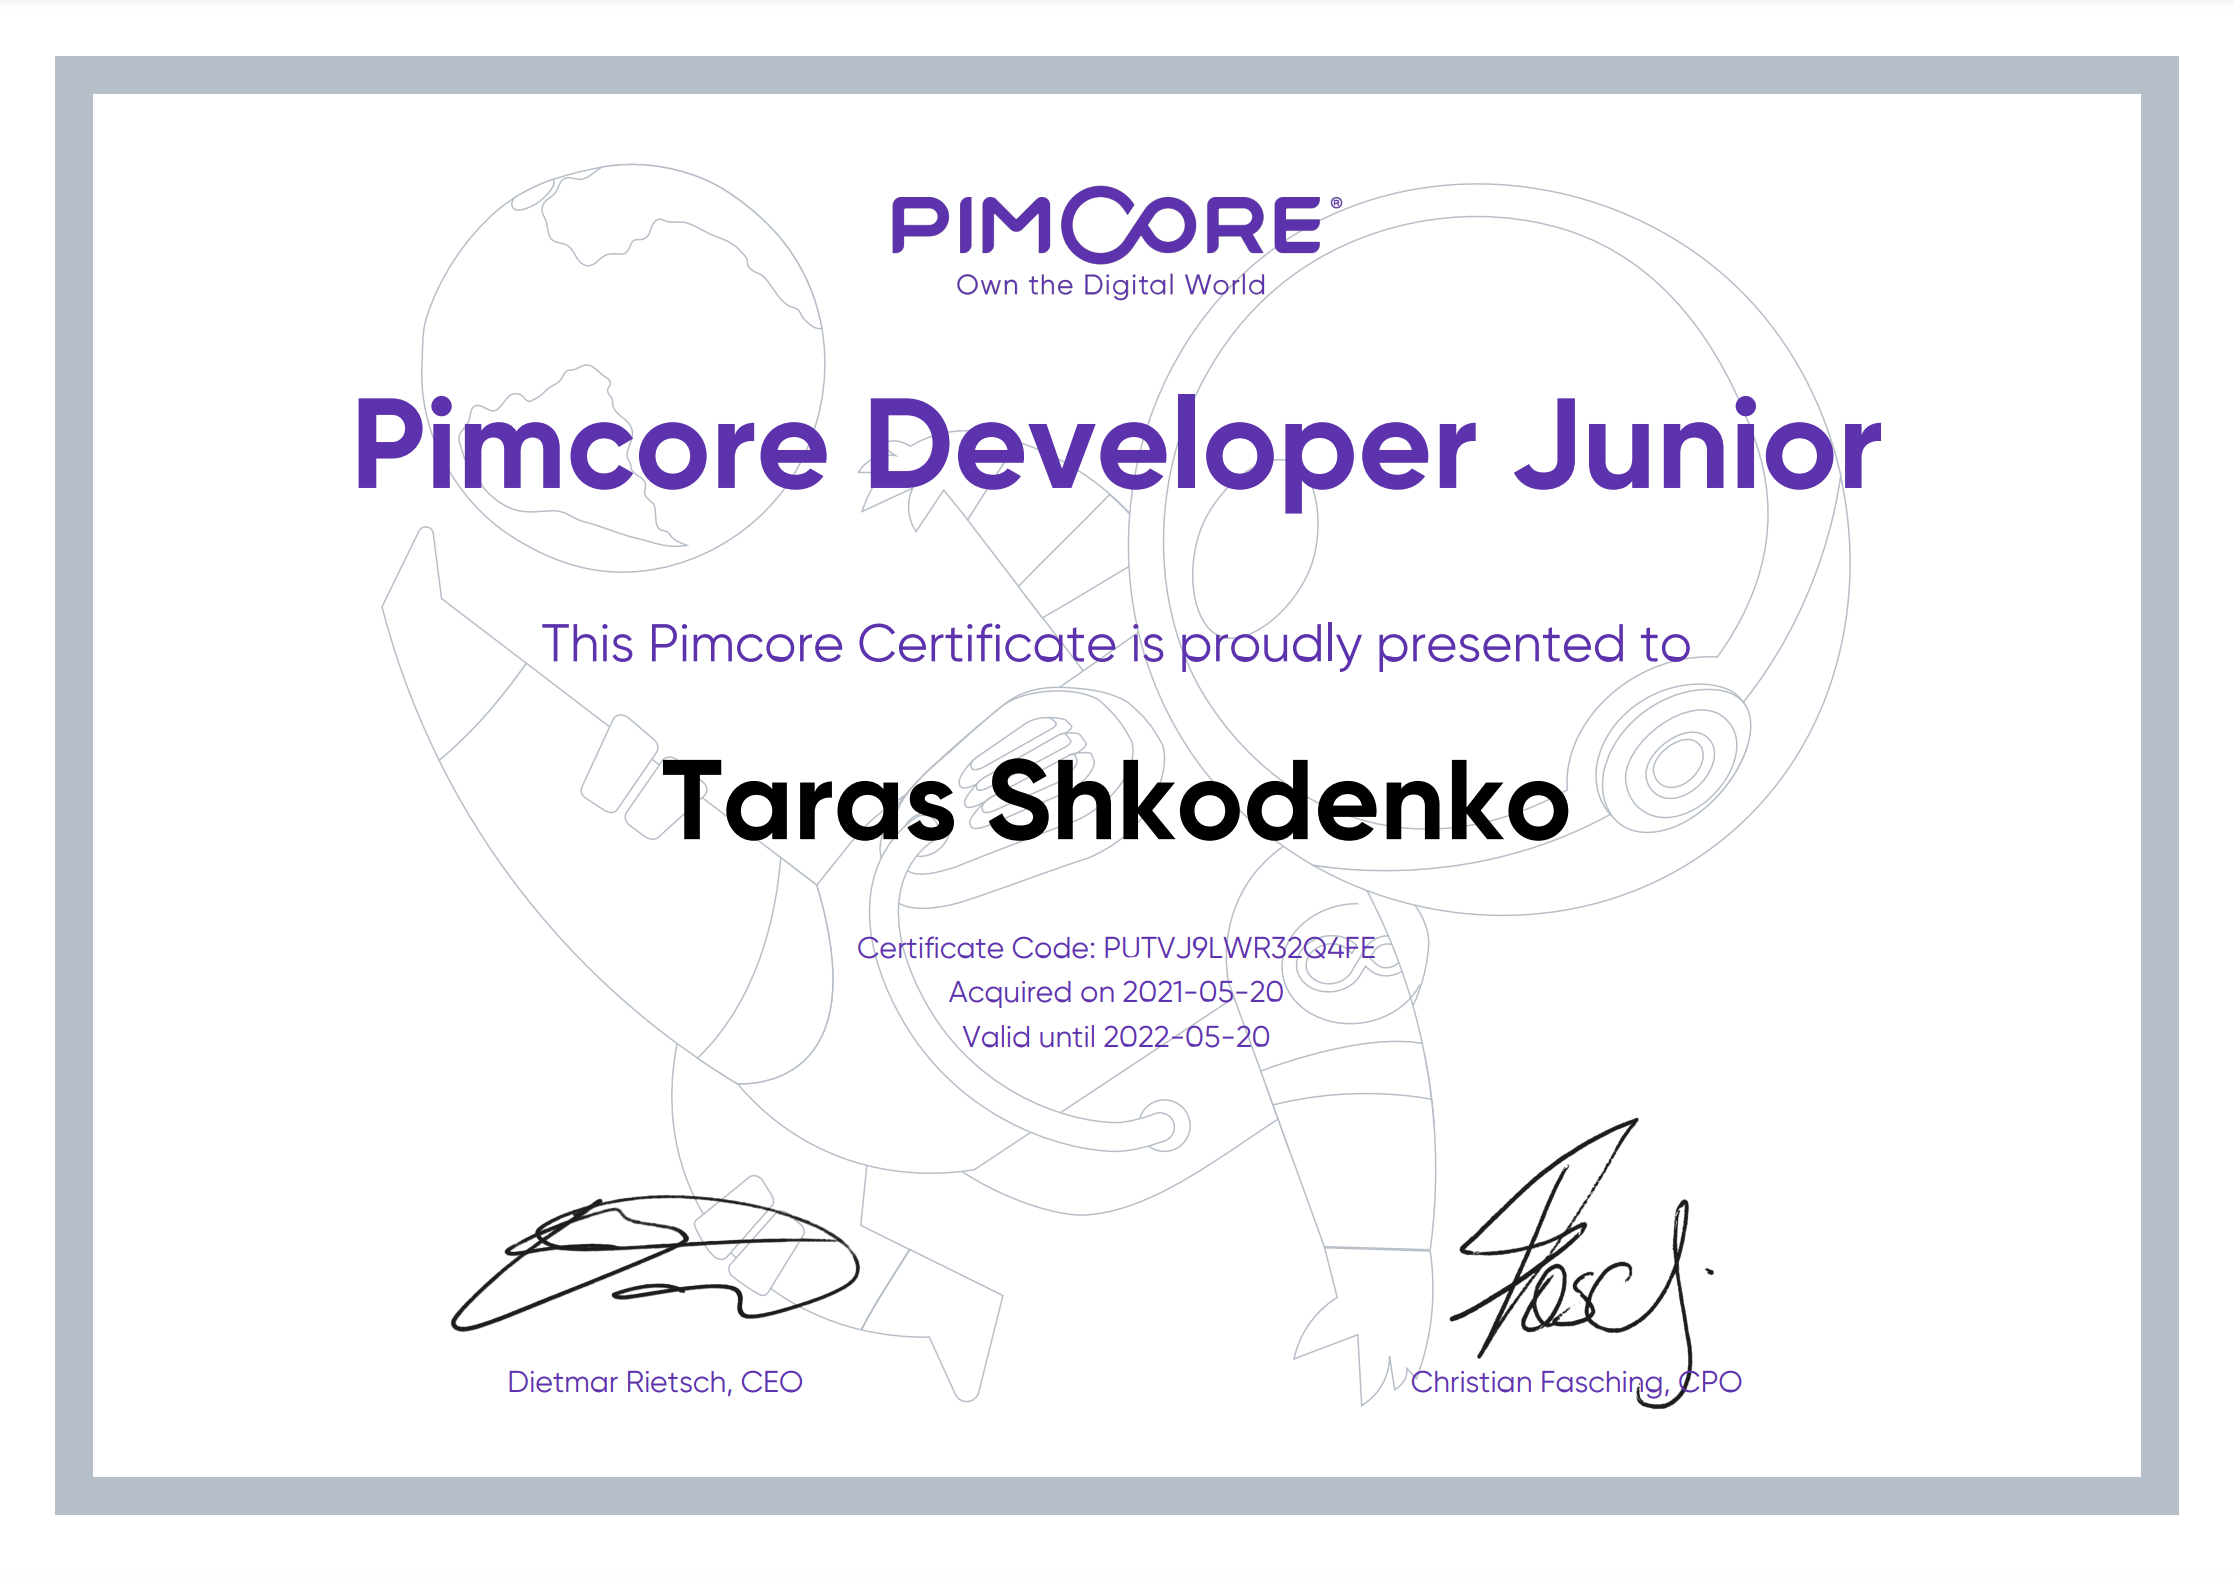 PIMCORE®
Own the Digital World
Pimcore Developer Junior
This Pimcore Certificate is proudly presented to
Taras Shkodenko
Certificate Code: PUTVJ9LWR32Q4FE
Acquired on 2021-05-20
Valid until 2022-05-20
Dietmar Rietsch, CEO
Christian Fasching, CPO